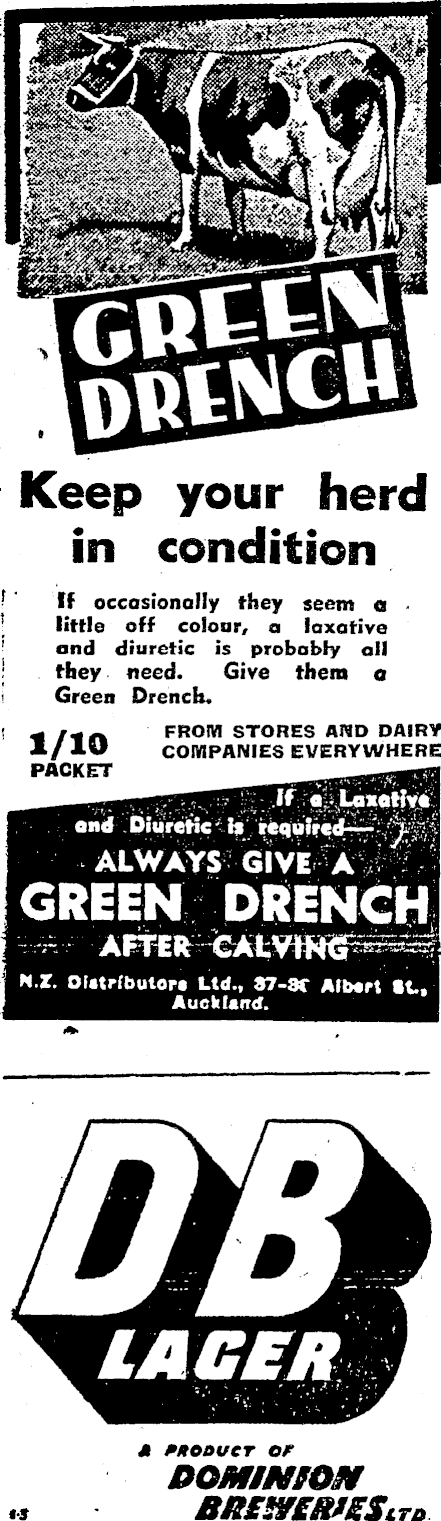 GREEN
DRENCH
Keep your herd
in condition
If occasionally they seem a
little off colour, a laxative
and diuretic is probably all
they need. Give them a
Green Drench.
1/10
PACKET
FROM STORES AND DAIRY
COMPANIES EVERYWHERE
If a Laxative
and Diuretic is required—
ALWAYS GIVE A
GREEN DRENCH
AFTER CALVING
N.Z. Distributors Ltd., Albert St.,
Auckland.
DB
LAGER
A PRODUCT OF
DOMINION
BREWERIES LTD.